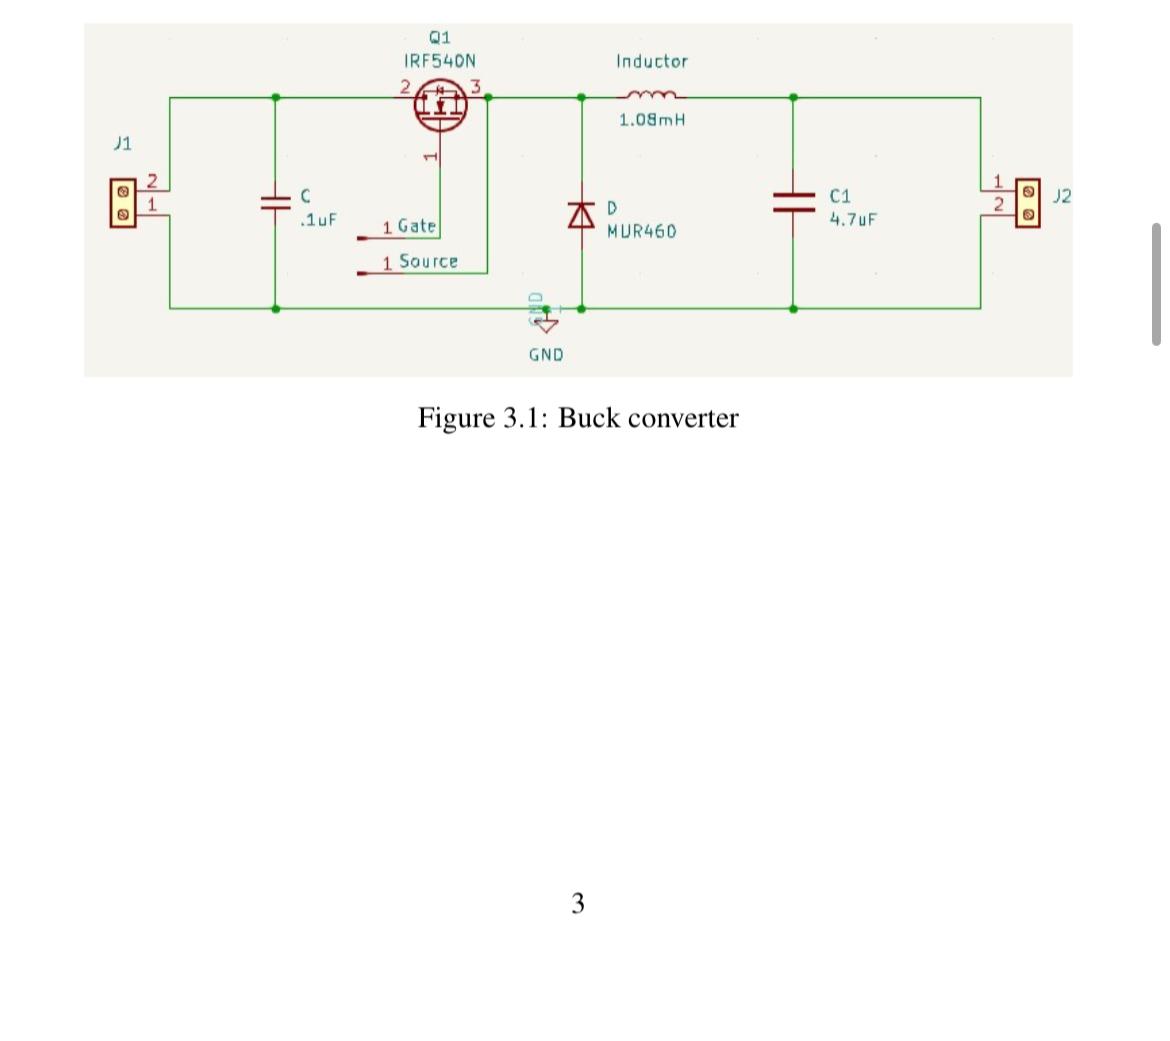 Q1
IRF540N
2 3
Inductor
1.08mH
J1
2
1
1
C
.1uF
1 Gate
1 Source
D
MUR460
C1
4.7uF
1
2
J2
GND
1
GND
Figure 3.1: Buck converter
3